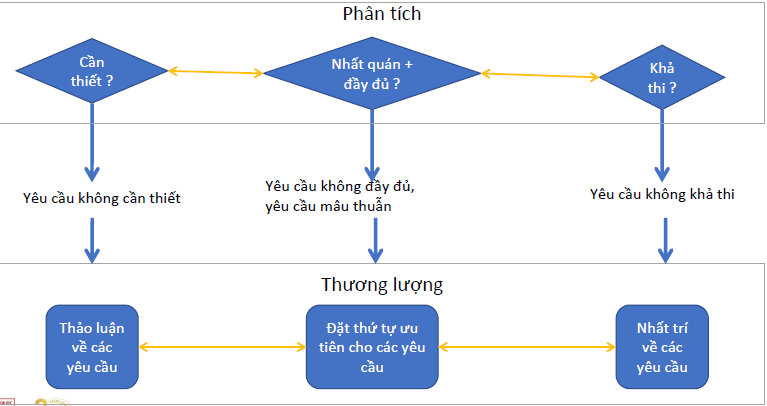 Phân tích
Cần
thiết ?
Nhất quán +
đầy đủ ?
Khả
thi ?
Yêu cầu không cần thiết
Yêu cầu không đầy đủ,
yêu cầu mâu thuẫn
Yêu cầu không khả thi
Thương lượng
Thảo luận
về các
yêu cầu
Đặt thứ tự ưu
tiên cho các yêu
cầu
Nhất trí
về các
yêu cầu